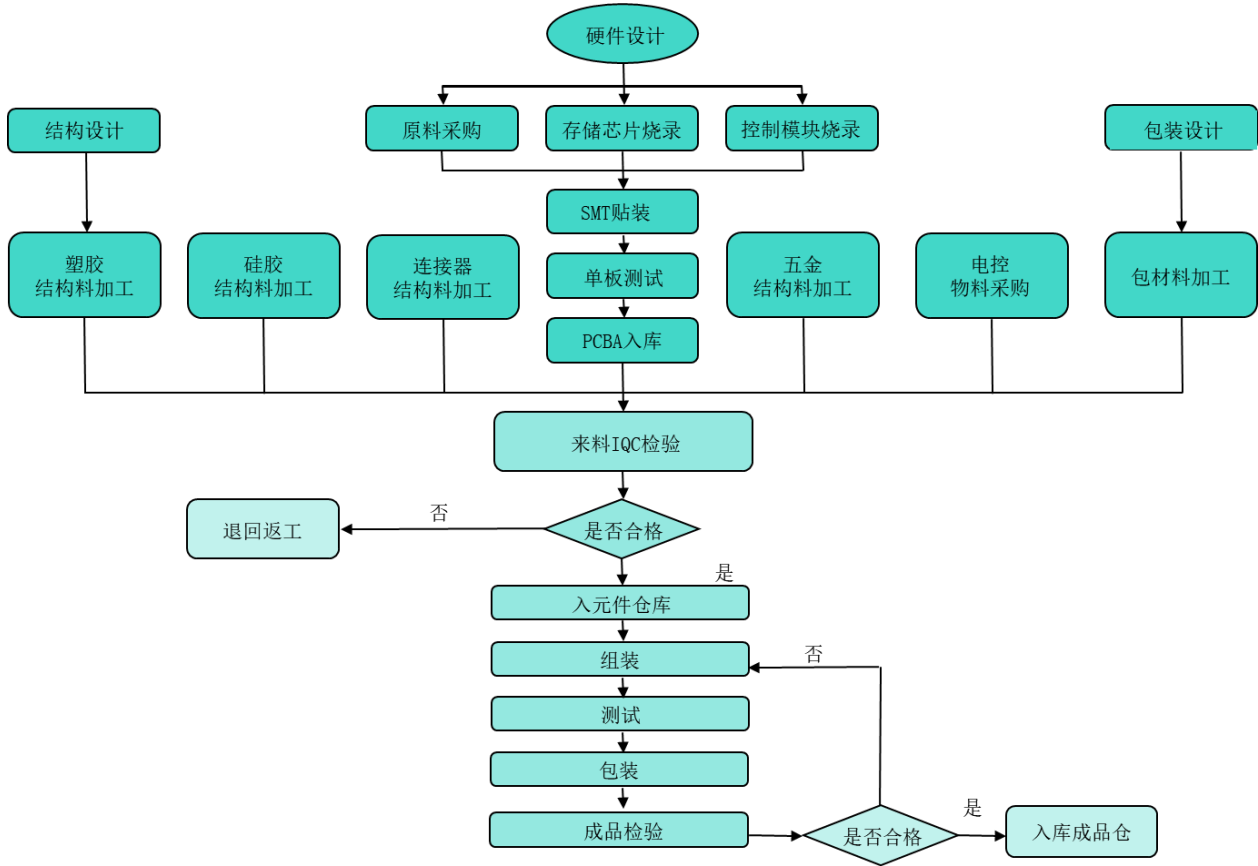 硬件设计
结构设计
原料采购
存储芯片烧录
控制模块烧录
包装设计
SMT贴装
塑胶
结构料加工
硅胶
结构料加工
连接器
结构料加工
单板测试
五金
结构料加工
电控
物料采购
包材料加工
PCBA入库
来料IQC检验
退回返工
否
是否合格
是
入元件仓库
组装
否
测试
包装
成品检验
是否合格
是
入库成品仓